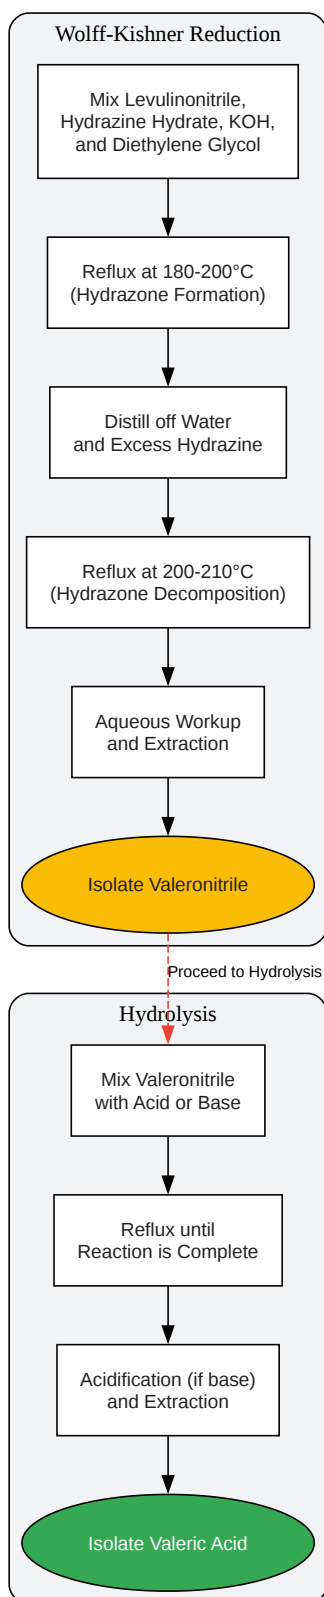 Wolff-Kishner Reduction
Mix Levulinonitrile,
Hydrazine Hydrate, KOH,
and Diethylene Glycol
Reflux at 180-200°C
(Hydrazone Formation)
Distill off Water
and Excess Hydrazine
Reflux at 200-210°C
(Hydrazone Decomposition)
Aqueous Workup
and Extraction
Isolate Valeronitrile
Proceed to Hydrolysis
Hydrolysis
Mix Valeronitrile
with Acid or Base
Reflux until
Reaction is Complete
Acidification (if base)
and Extraction
Isolate Valeric Acid